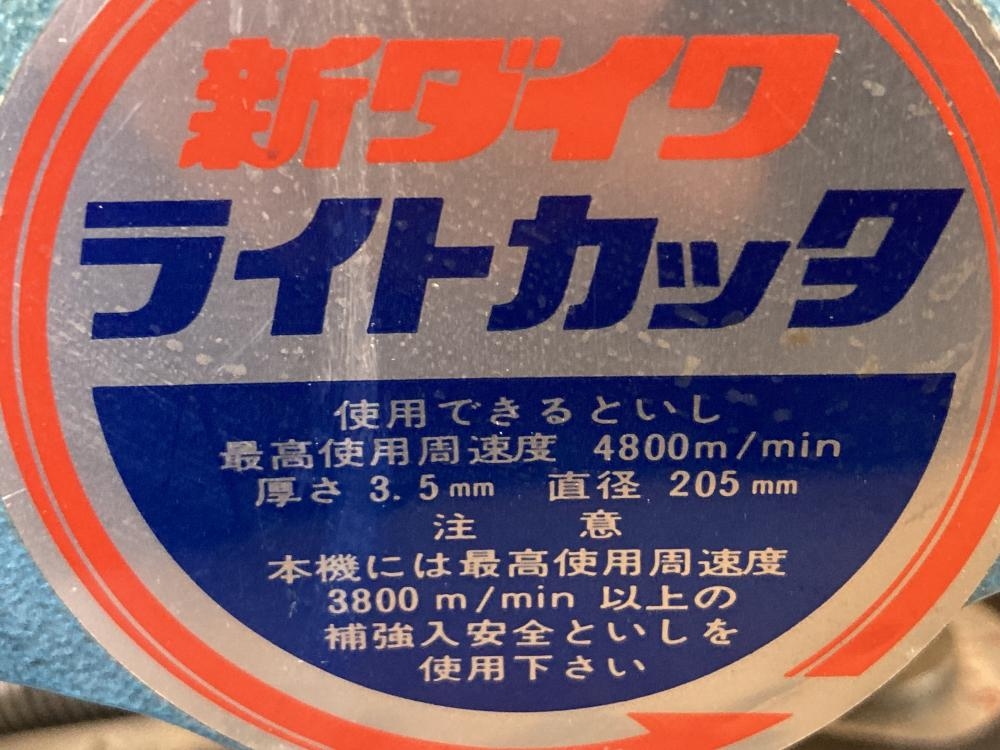 新ダイワ
ライトカッタ
使用できるといし
最高使用周速度 4800m/min
厚さ 3.5mm 直径 205mm
注 意
本機には最高使用周速度
3800m/min 以上の
補強入安全といしを
使用下さい